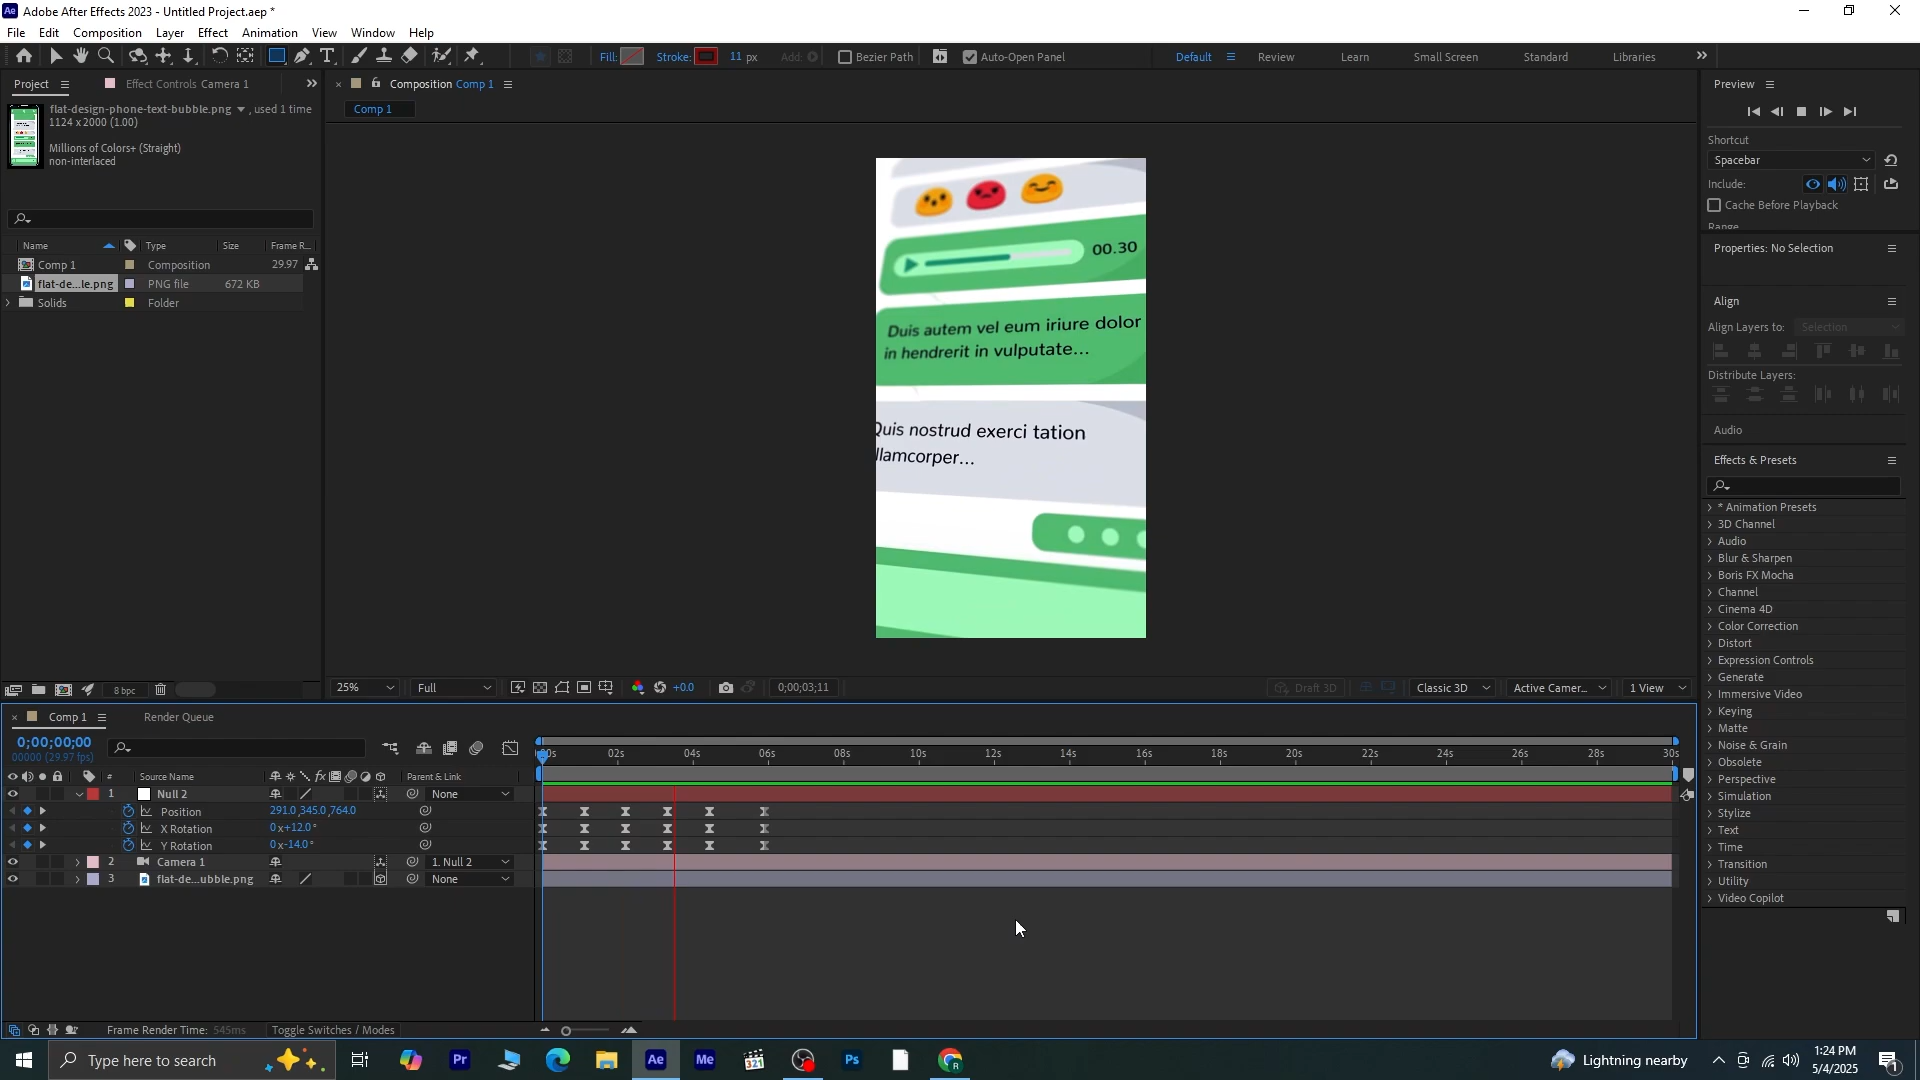 Adobe After Effects 2023 - Untitled Project.aep *
File Edit Composition Layer Effect Animation View Window Help
Fill: Stroke: 11 px Add: Bezier Path Auto-Open Panel Default Review Learn Small Screen Standard Libraries
Project Effect Controls Camera 1
Composition Comp 1
Comp 1
flat-design-phone-text-bubble.png , used 1 time
1124 x 2000 (1.00)
Millions of Colors+ (Straight)
non-interlaced
Name Type Size Frame R...
Comp 1 Composition 29.97
flat-de...le.png PNG file 672 KB
Solids Folder
8 bpc
00.30
Duis autem vel eum iriure dolor
in hendrerit in vulputate...
Quis nostrud exerci tation
llamcorper...
25% Full +0.0 0;00;03;11 Draft 3D Classic 3D Active Camer... 1 View
Preview
Shortcut
Spacebar
Include:
Cache Before Playback
Range
Properties: No Selection
Align
Align Layers to: Selection
Distribute Layers:
Audio
Effects & Presets
* Animation Presets
3D Channel
Audio
Blur & Sharpen
Boris FX Mocha
Channel
Cinema 4D
Color Correction
Distort
Expression Controls
Generate
Immersive Video
Keying
Matte
Noise & Grain
Obsolete
Perspective
Simulation
Stylize
Text
Time
Transition
Utility
Video Copilot
Comp 1 Render Queue
0;00;00;00
00000 (29.97 fps)
02s 04s 06s 08s 10s 12s 14s 16s 18s 20s 22s 24s 26s 28s 30s
# Source Name Parent & Link
1 Null 2 None
Position 291.0,345.0,764.0
X Rotation 0x+12.0°
Y Rotation 0x-14.0°
2 Camera 1 1. Null 2
3 flat-de...ubble.png None
Frame Render Time: 545ms Toggle Switches / Modes
Type here to search
Pr
Ae
Me
321
Ps
Lightning nearby
1:24 PM
5/4/2025
1